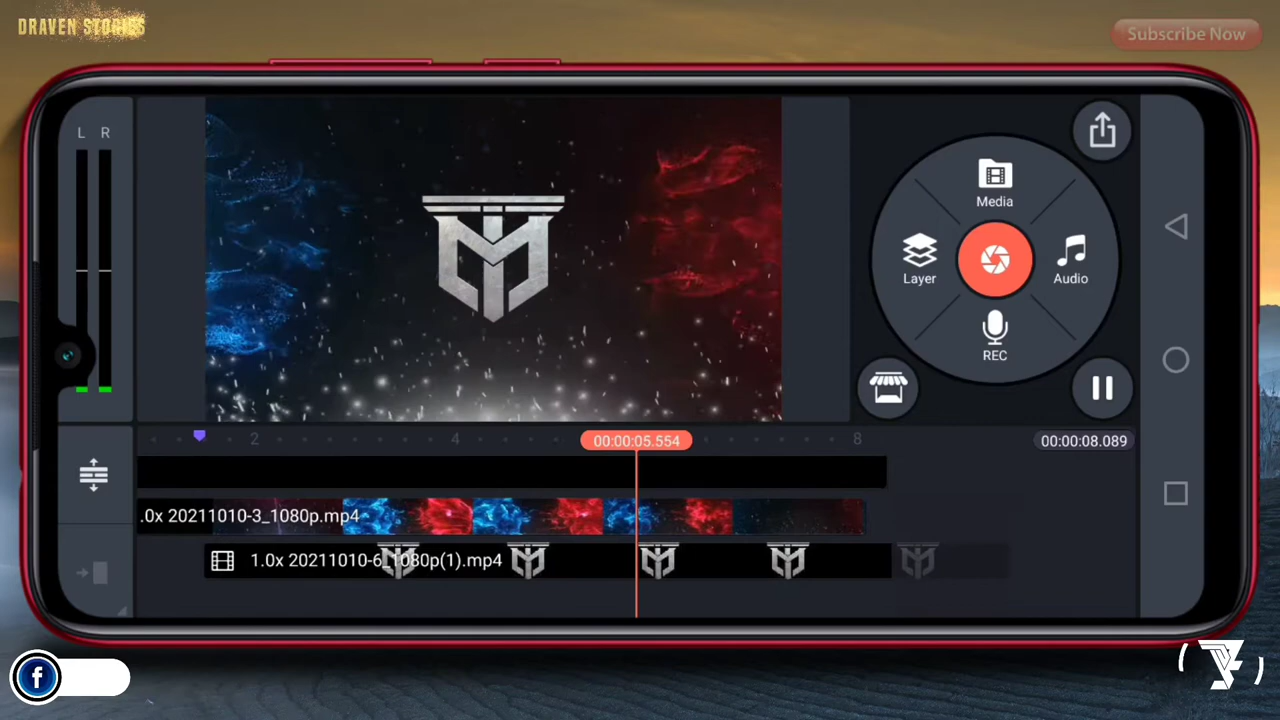 DRAVEN STORIES
Subscribe Now
L R
Media
Layer
Audio
REC
2 4 00:00:05.554 8 00:00:08.089
.0x 20211010-3_1080p.mp4
1.0x 20211010-6_1080p(1).mp4
f